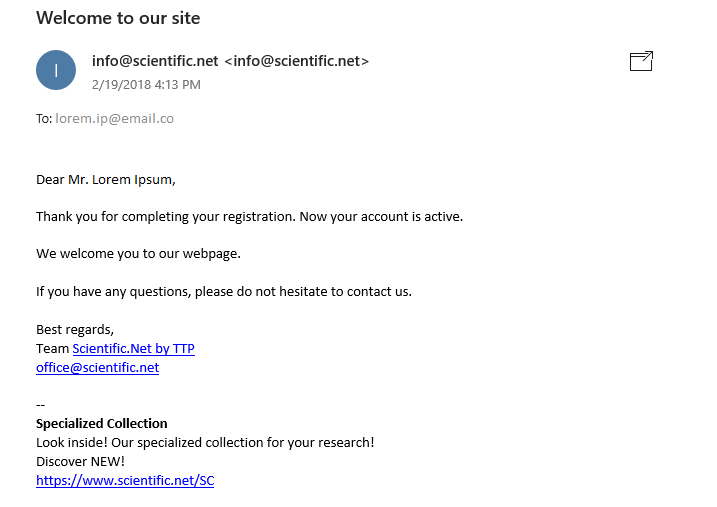 Welcome to our site
I
info@scientific.net <info@scientific.net>
2/19/2018 4:13 PM
To: lorem.ip@email.co
Dear Mr. Lorem Ipsum,
Thank you for completing your registration. Now your account is active.
We welcome you to our webpage.
If you have any questions, please do not hesitate to contact us.
Best regards,
Team Scientific.Net by TTP
office@scientific.net
--
Specialized Collection
Look inside! Our specialized collection for your research!
Discover NEW!
https://www.scientific.net/SC